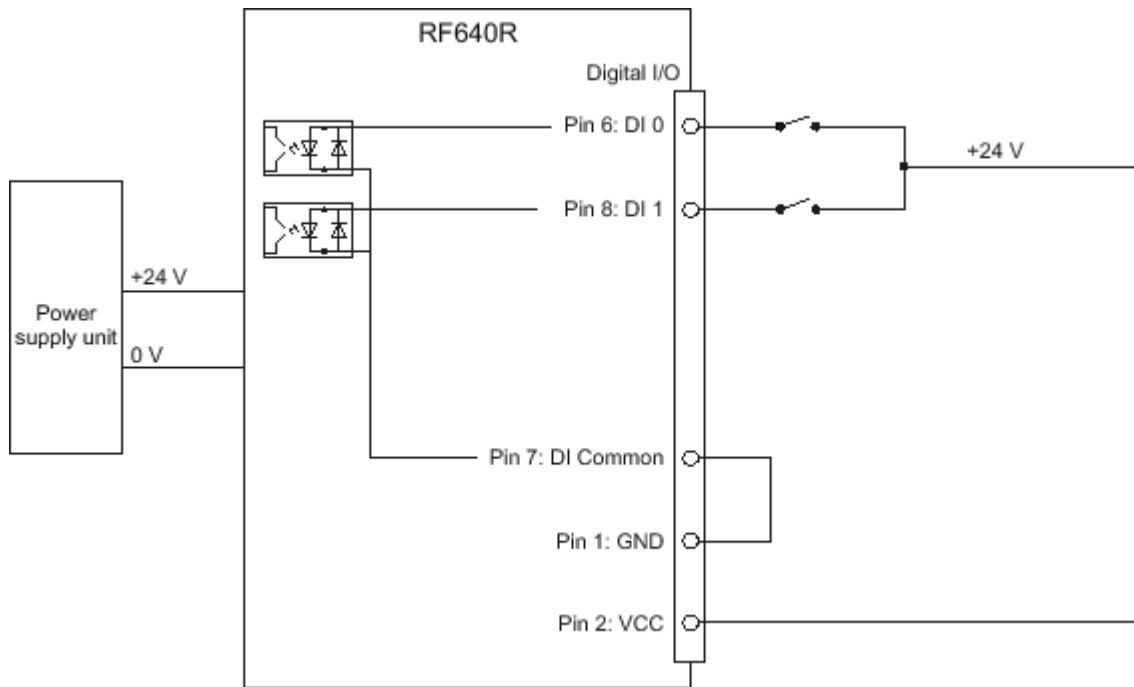 RF640R
Digital I/O
Pin 6: DI 0
+24 V
Pin 8: DI 1
+24 V
Power
supply unit
0 V
Pin 7: DI Common
Pin 1: GND
Pin 2: VCC